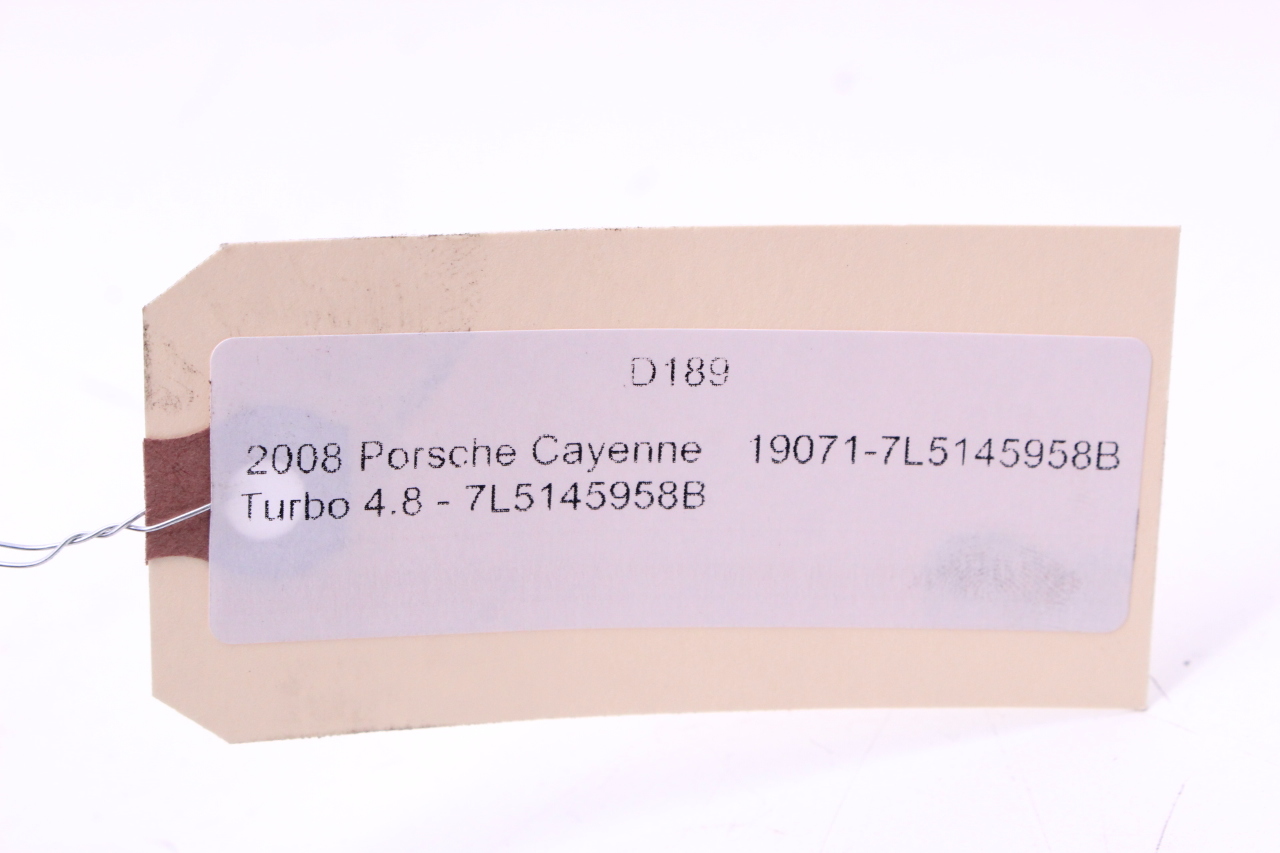 D189
2008 Porsche Cayenne 19071-7L5145958B
Turbo 4.8 - 7L5145958B